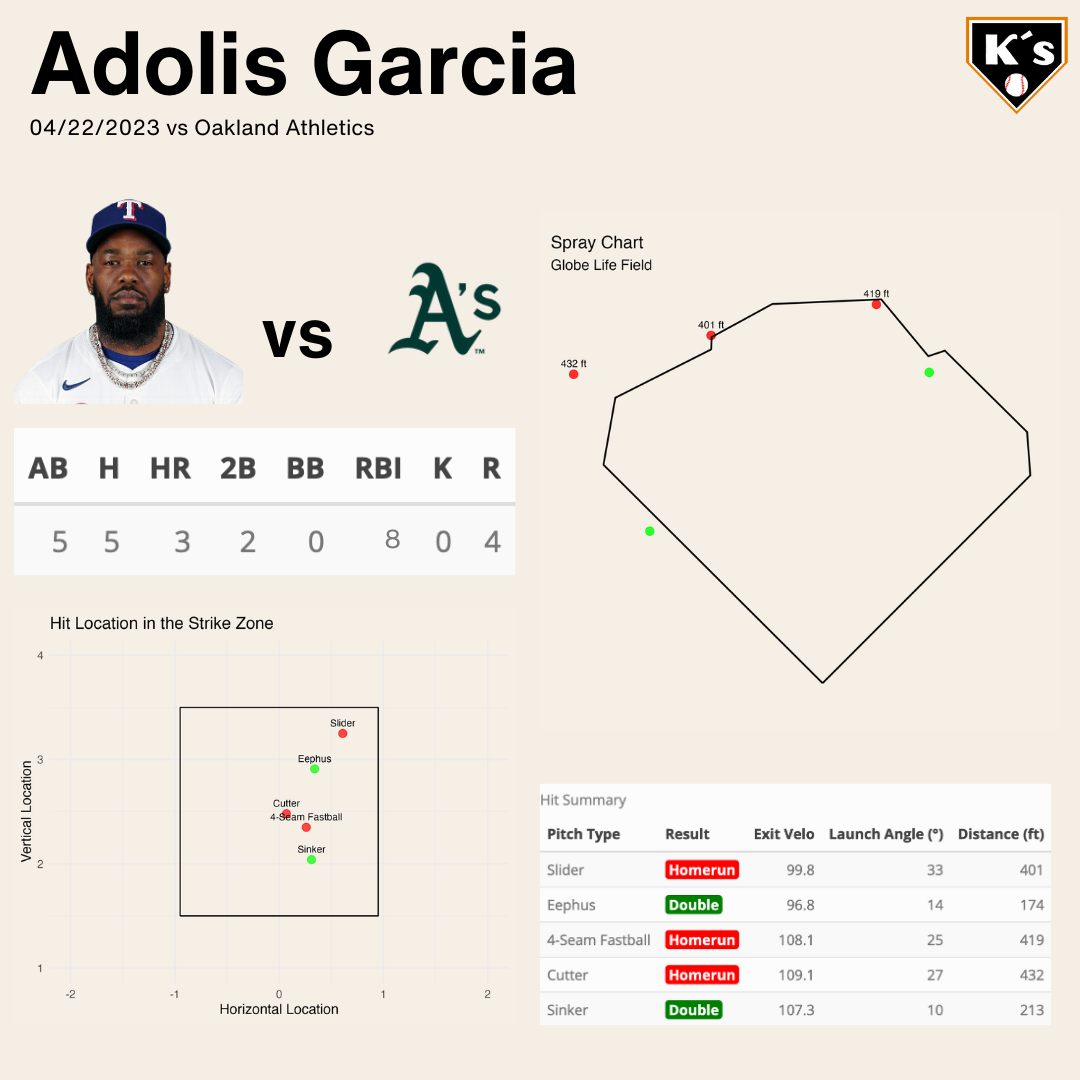 Adolis Garcia
04/22/2023 vs Oakland Athletics
K´s
T
vs
A's
TM
AB H HR 2B BB RBI K R
5 5 3 2 0 8 0 4
Spray Chart
Globe Life Field
419 ft
401 ft
432 ft
Hit Location in the Strike Zone
4
3
2
1
Vertical Location
Slider
Eephus
Cutter
4-Seam Fastball
Sinker
-2 -1 0 1 2
Horizontal Location
Hit Summary
Pitch Type Result Exit Velo Launch Angle (°) Distance (ft)
Slider Homerun 99.8 33 401
Eephus Double 96.8 14 174
4-Seam Fastball Homerun 108.1 25 419
Cutter Homerun 109.1 27 432
Sinker Double 107.3 10 213